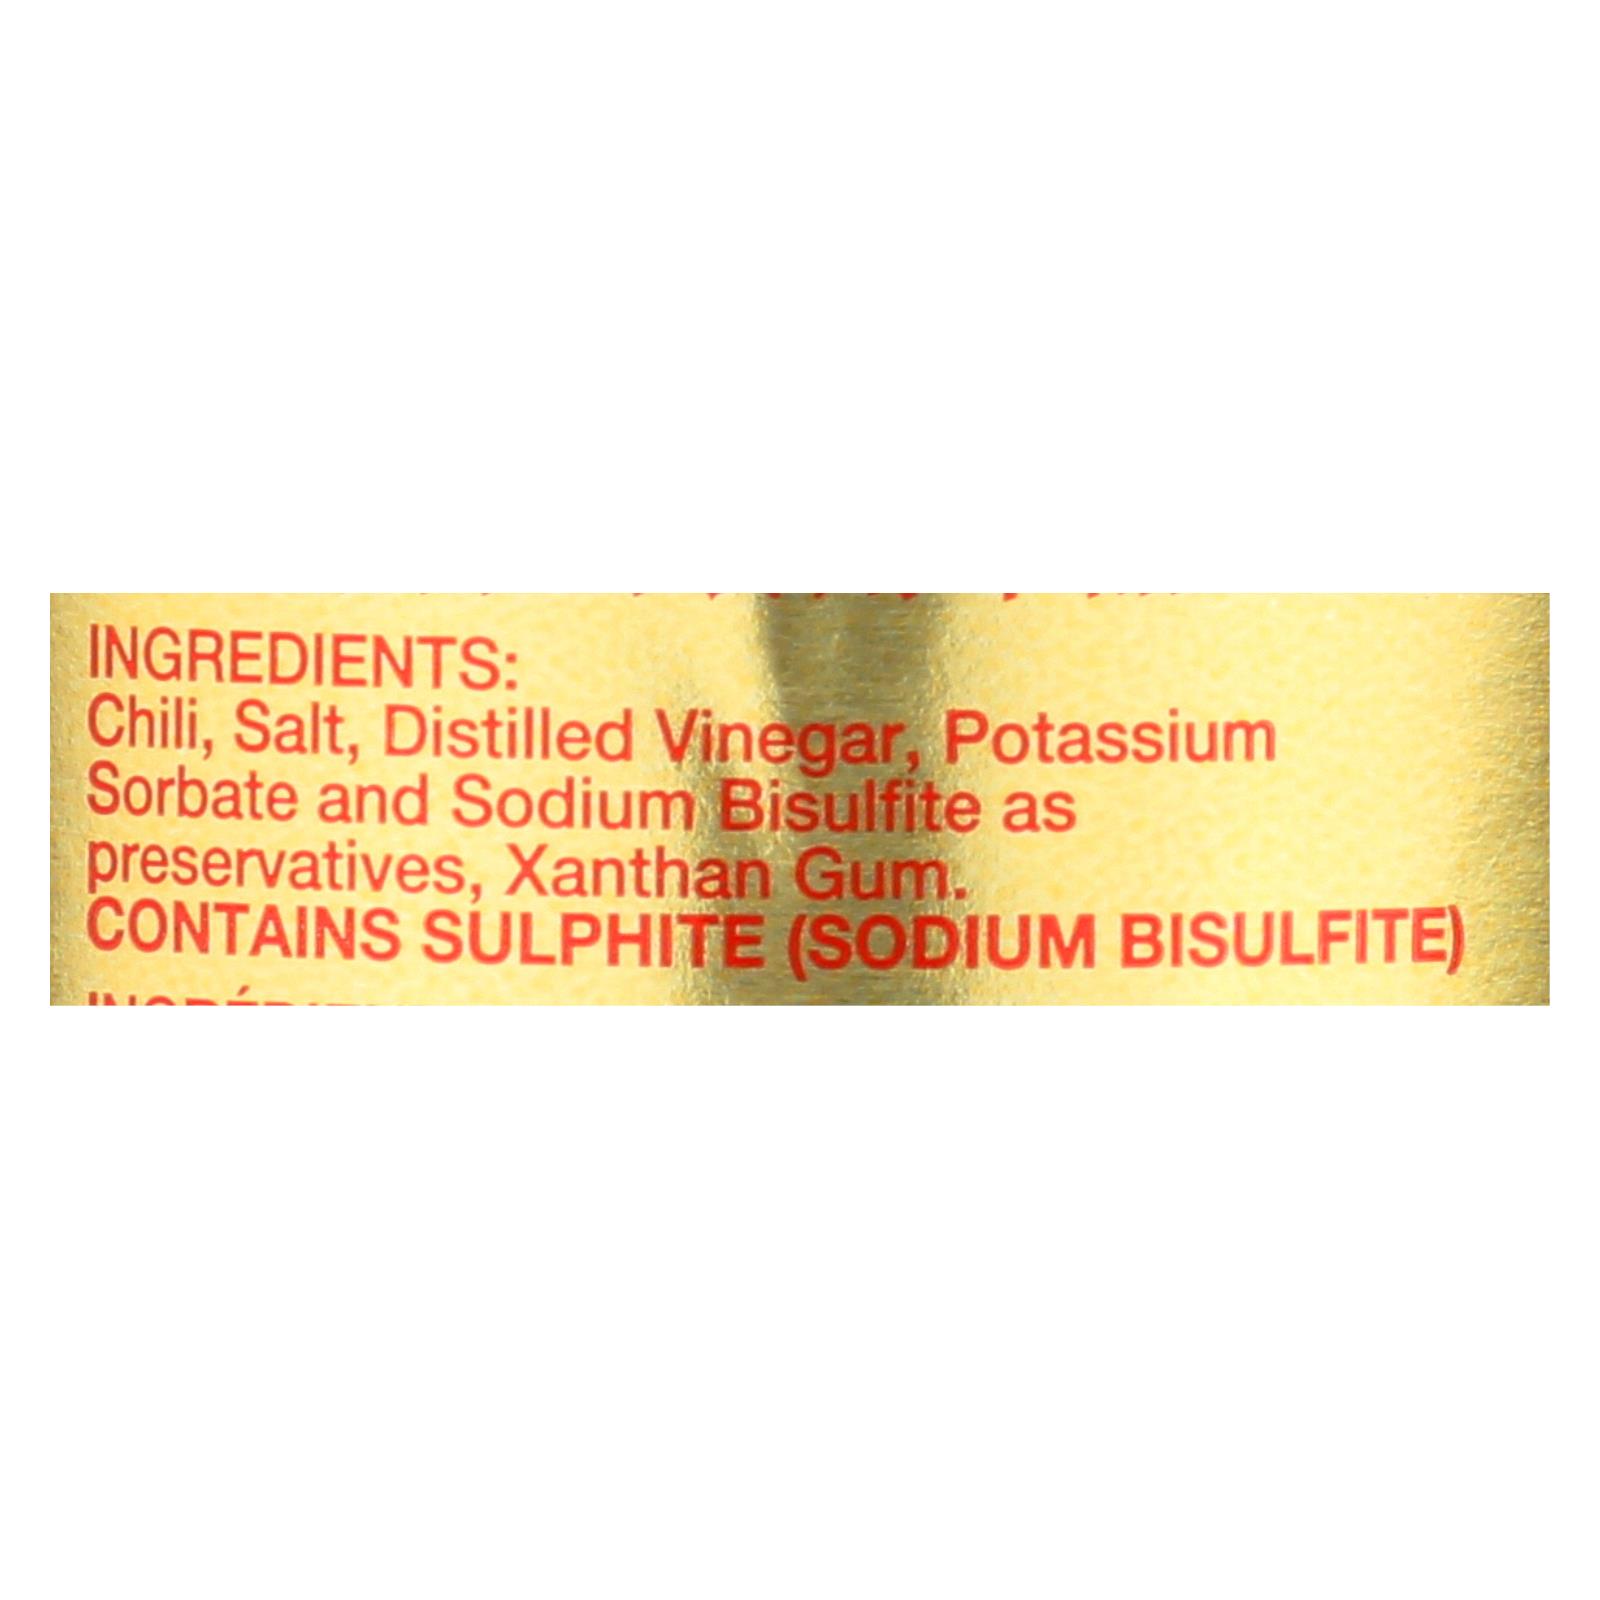 INGREDIENTS:
Chili, Salt, Distilled Vinegar, Potassium
Sorbate and Sodium Bisulfite as
preservatives, Xanthan Gum.
CONTAINS SULPHITE (SODIUM BISULFITE)